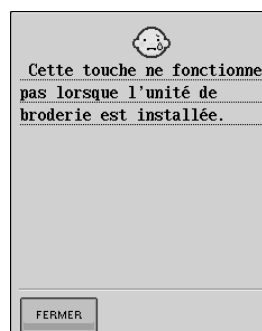 Cette touche ne fonctionne
pas lorsque l'unité de
broderie est installée.
FERMER